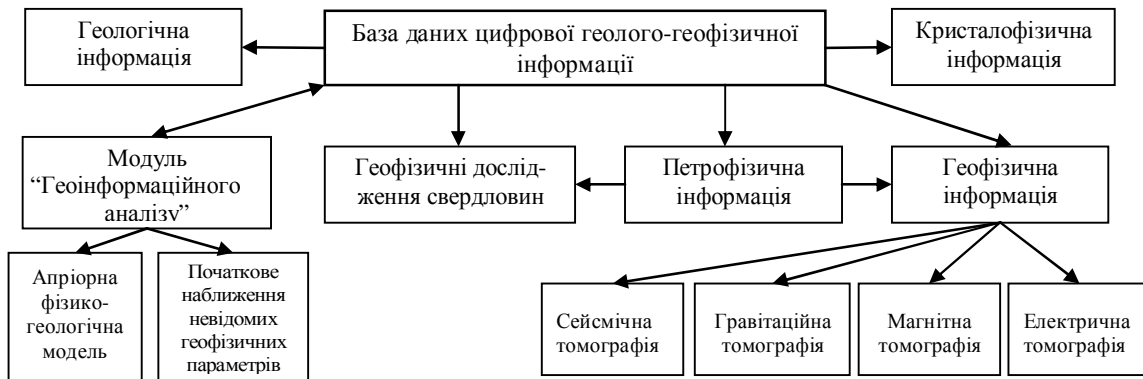 Геологічна
інформація
База даних цифрової геолого-геофізичної
інформації
Кристалофізична
інформація
Модуль
“Геоінформаційного
аналізу”
Геофізичні дослід-
ження свердловин
Петрофізична
інформація
Геофізична
інформація
Апріорна
фізико-
геологічна
модель
Початкове
наближення
невідомих
геофізичних
параметрів
Сейсмічна
томографія
Гравітаційна
томографія
Магнітна
томографія
Електрична
томографія